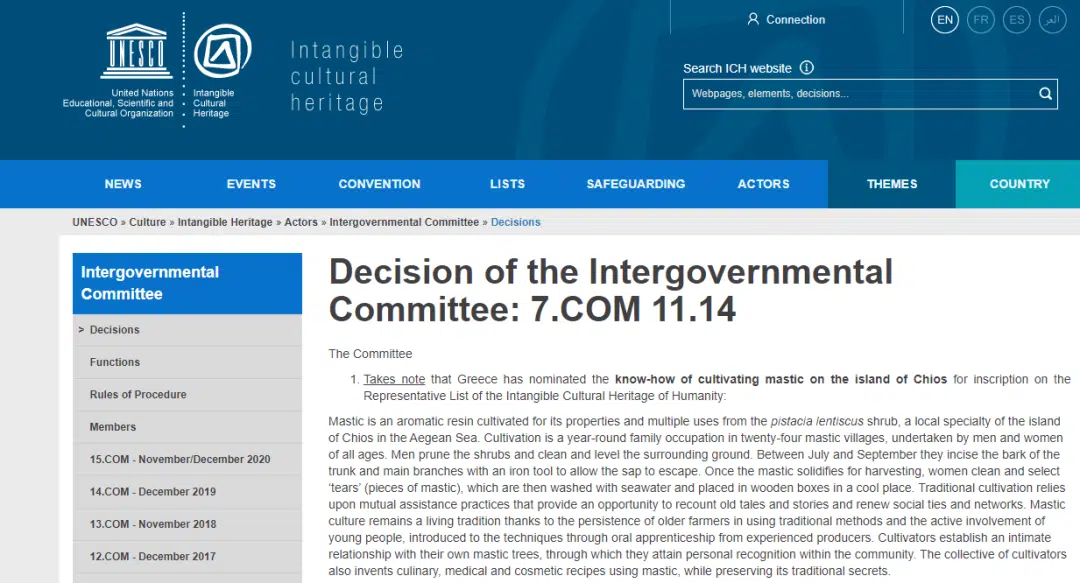 UNESCO
United Nations
Educational, Scientific and
Cultural Organization
Intangible
Cultural
Heritage
Intangible
cultural
heritage
Connection
EN FR ES العر
Search ICH website
Webpages, elements, decisions...
NEWS EVENTS CONVENTION LISTS SAFEGUARDING ACTORS THEMES COUNTRY
UNESCO » Culture » Intangible Heritage » Actors » Intergovernmental Committee » Decisions
Intergovernmental
Committee
> Decisions
Functions
Rules of Procedure
Members
15.COM - November/December 2020
14.COM - December 2019
13.COM - November 2018
12.COM - December 2017
Decision of the Intergovernmental
Committee: 7.COM 11.14
The Committee
1. Takes note that Greece has nominated the know-how of cultivating mastic on the island of Chios for inscription on the
Representative List of the Intangible Cultural Heritage of Humanity:
Mastic is an aromatic resin cultivated for its properties and multiple uses from the pistacia lentiscus shrub, a local specialty of the island
of Chios in the Aegean Sea. Cultivation is a year-round family occupation in twenty-four mastic villages, undertaken by men and women
of all ages. Men prune the shrubs and clean and level the surrounding ground. Between July and September they incise the bark of the
trunk and main branches with an iron tool to allow the sap to escape. Once the mastic solidifies for harvesting, women clean and select
‘tears’ (pieces of mastic), which are then washed with seawater and placed in wooden boxes in a cool place. Traditional cultivation relies
upon mutual assistance practices that provide an opportunity to recount old tales and stories and renew social ties and networks. Mastic
culture remains a living tradition thanks to the persistence of older farmers in using traditional methods and the active involvement of
young people, introduced to the techniques through oral apprenticeship from experienced producers. Cultivators establish an intimate
relationship with their own mastic trees, through which they attain personal recognition within the community. The collective of cultivators
also invents culinary, medical and cosmetic recipes using mastic, while preserving its traditional secrets.